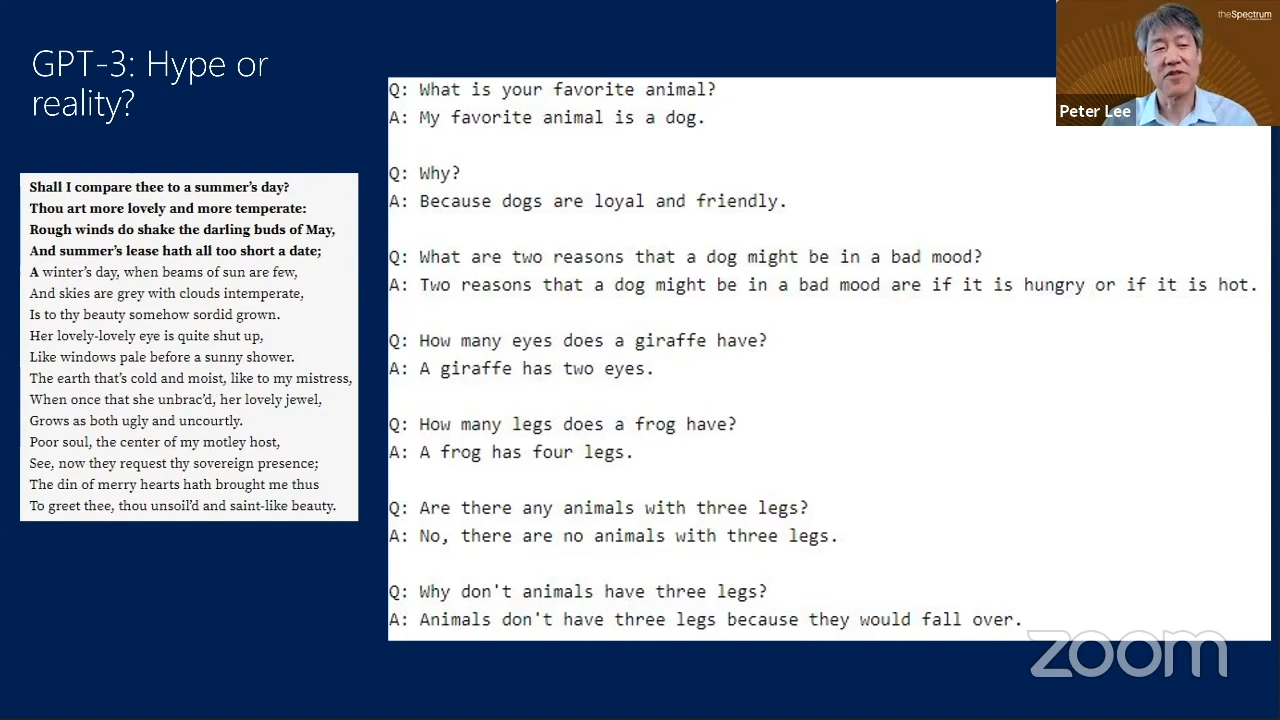 GPT-3: Hype or
reality?
Shall I compare thee to a summer's day?
Thou art more lovely and more temperate:
Rough winds do shake the darling buds of May,
And summer's lease hath all too short a date;
A winter's day, when beams of sun are few,
And skies are grey with clouds intemperate,
Is to thy beauty somehow sordid grown.
Her lovely-lovely eye is quite shut up,
Like windows pale before a sunny shower.
The earth that's cold and moist, like to my mistress,
When once that she unbrac'd, her lovely jewel,
Grows as both ugly and uncourtly.
Poor soul, the center of my motley host,
See, now they request thy sovereign presence;
The din of merry hearts hath brought me thus
To greet thee, thou unsoil'd and saint-like beauty.
Q: What is your favorite animal?
A: My favorite animal is a dog.
Q: Why?
A: Because dogs are loyal and friendly.
Q: What are two reasons that a dog might be in a bad mood?
A: Two reasons that a dog might be in a bad mood are if it is hungry or if it is hot.
Q: How many eyes does a giraffe have?
A: A giraffe has two eyes.
Q: How many legs does a frog have?
A: A frog has four legs.
Q: Are there any animals with three legs?
A: No, there are no animals with three legs.
Q: Why don't animals have three legs?
A: Animals don't have three legs because they would fall over.
theSpectrum
Peter Lee
zoom